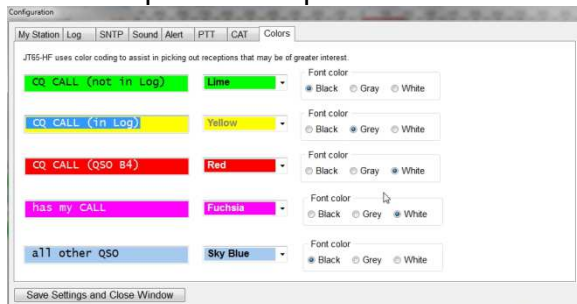 Configuration
My Station Log SNTP Sound Alert PTT CAT Colors
JT65-HF uses color coding to assist in picking out receptions that may be of greater interest.
Font color
CQ CALL (not in Log) Lime Black Gray White
Font color
CQ CALL (in Log) Yellow Black Grey White
Font color
CQ CALL (QSO B4) Red Black Gray White
Font color
has my CALL Fuchsia Black Grey White
Font color
all other QSO Sky Blue Black Grey White
Save Settings and Close Window